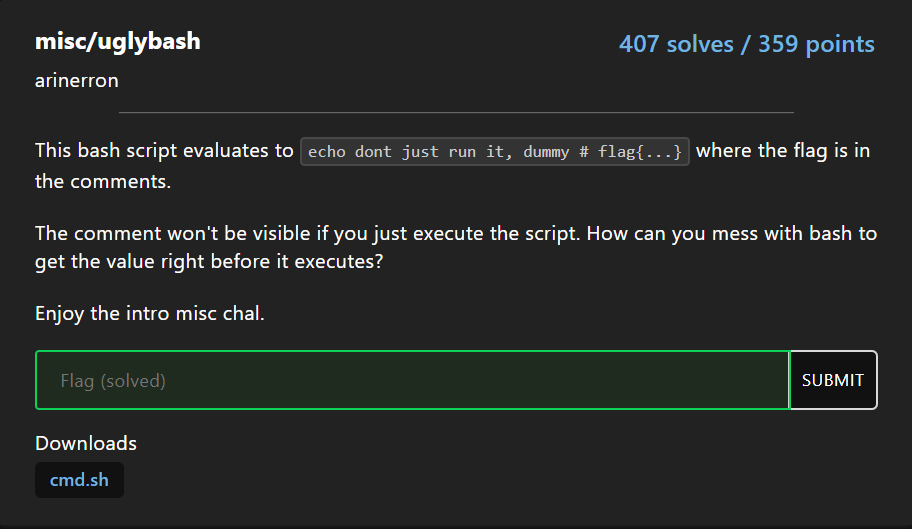 misc/uglybash
407 solves / 359 points
arinerron
This bash script evaluates to echo dont just run it, dummy # flag{...} where the flag is in
the comments.
The comment won't be visible if you just execute the script. How can you mess with bash to
get the value right before it executes?
Enjoy the intro misc chal.
Flag (solved)
SUBMIT
Downloads
cmd.sh